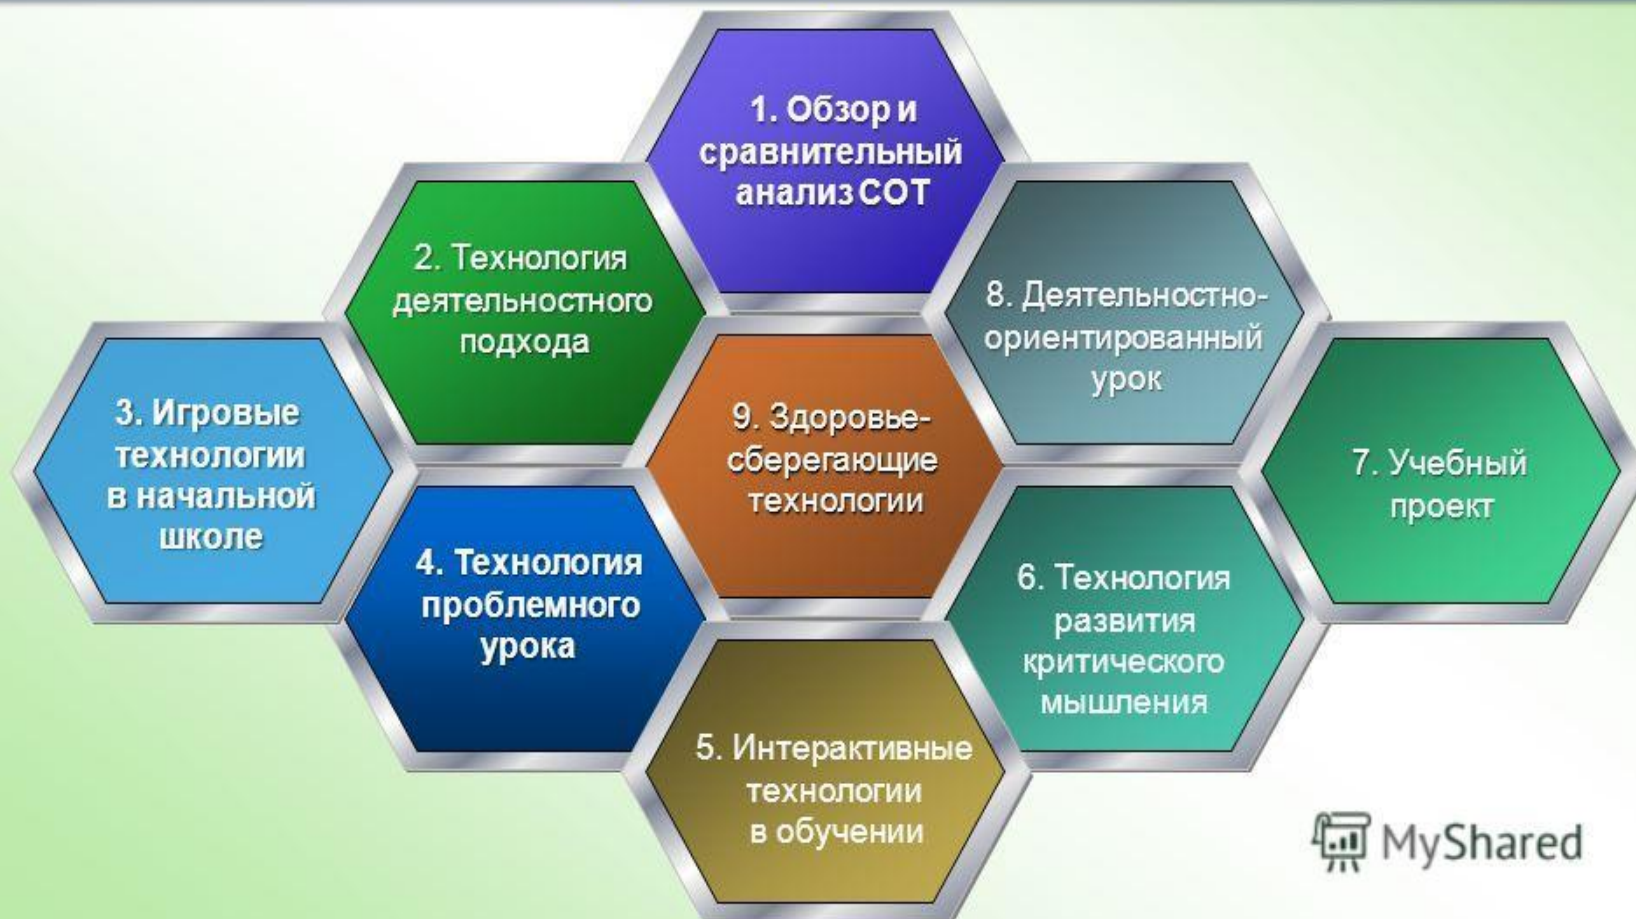 1. Обзор и
сравнительный
анализ СОТ
2. Технология
деятельностного
подхода
3. Игровые
технологии
в начальной
школе
4. Технология
проблемного
урока
5. Интерактивные
технологии
в обучении
6. Технология
развития
критического
мышления
7. Учебный
проект
8. Деятельностно-
ориентированный
урок
9. Здоровье-
сберегающие
технологии
MyShared